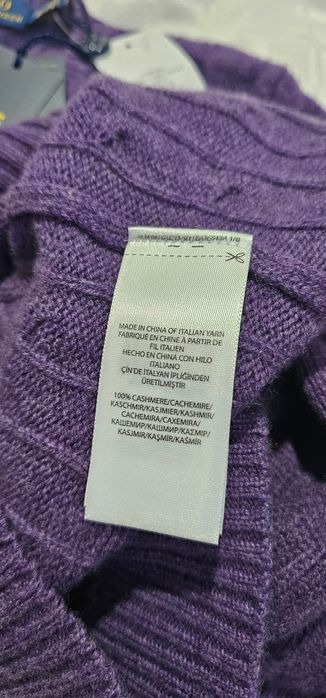 MADE IN CHINA OF ITALIAN YARN
FABRIQUÉ EN CHINE À PARTIR DE
FIL ITALIEN
HECHO EN CHINA CON HILO
ITALIANO
ÇİN'DE İTALYAN İPLİĞİNDEN
ÜRETİLMİŞTİR
100% CASHMERE/CACHEMIRE/
KASCHMIR/KASJMIER/KASHMIR/
CACHEMIRA/CAXEMIRA/
КАШЕМИР/КАШМИР/ΚΑΣΜΙΡ/
KASJMIR/KAŞMİR/KAŠMÍR